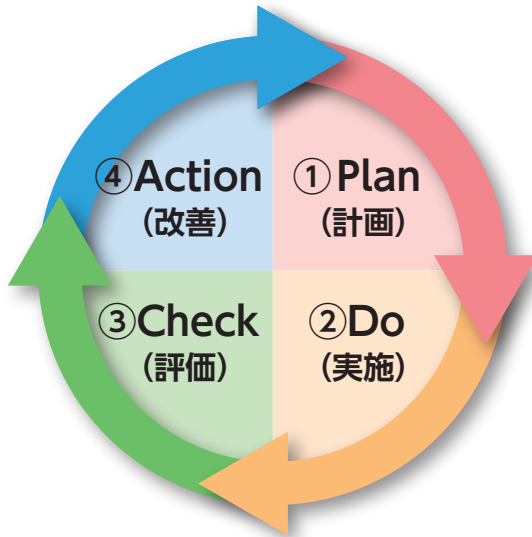 ①Plan
(計画)
②Do
(実施)
③Check
(評価)
④Action
(改善)